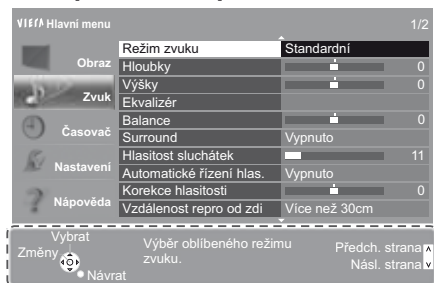 VIERA Hlavní menu 1/2
Obraz
Zvuk
Časovač
Nastavení
Nápověda
Režim zvuku Standardní
Hloubky 0
Výšky 0
Ekvalizér
Balance 0
Surround Vypnuto
Hlasitost sluchátek 11
Automatické řízení hlas. Vypnuto
Korekce hlasitosti 0
Vzdálenost repro od zdi Více než 30cm
Vybrat
Změny
Návrat
Výběr oblíbeného režimu
zvuku.
Předch. strana
Násl. strana